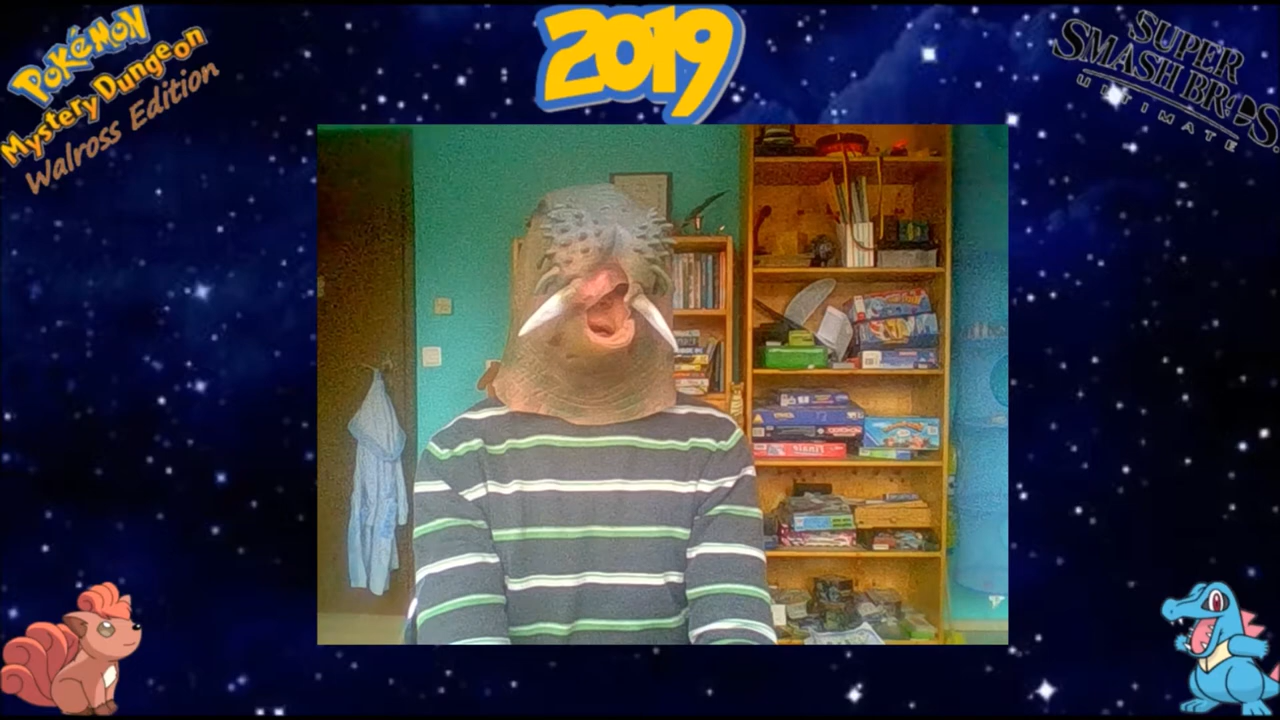 POKéMON
Mystery Dungeon
Walross Edition
2019
SUPER
SMASH BROS.
ULTIMATE